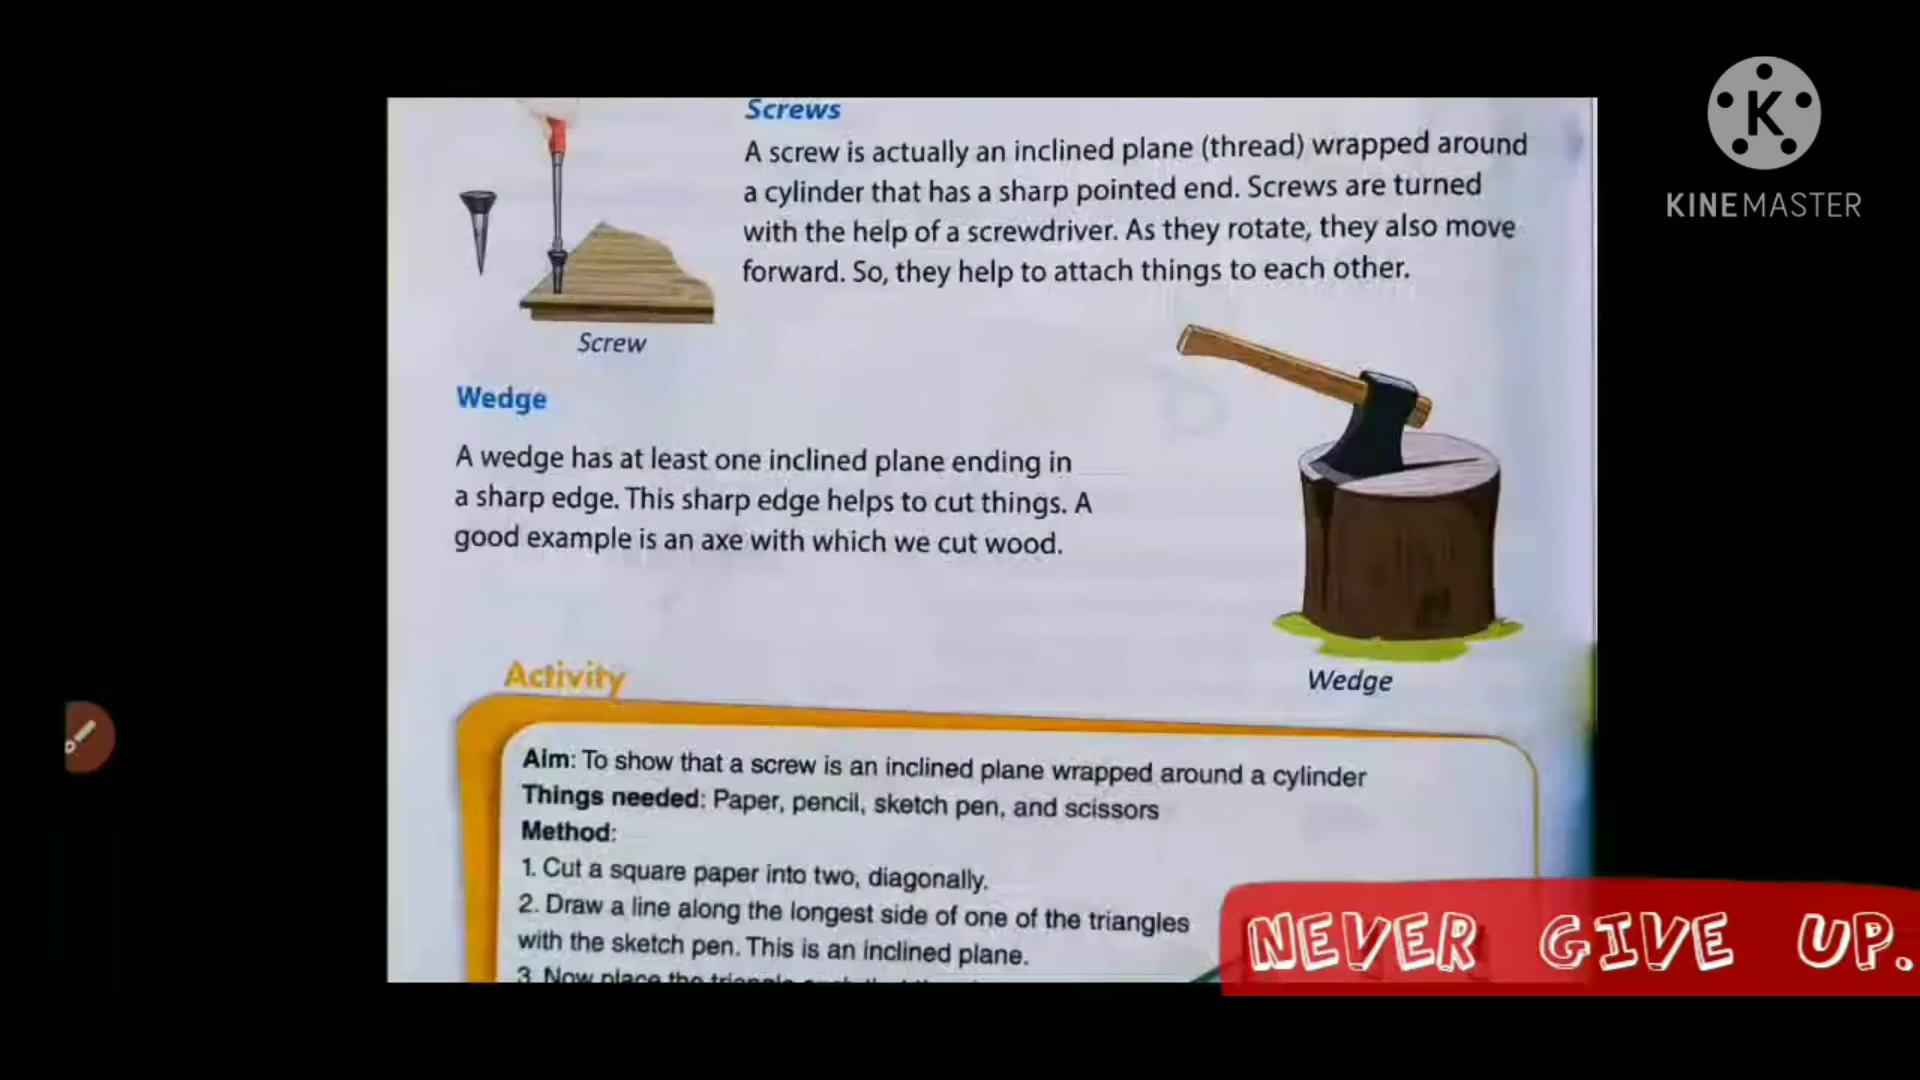 Screws
A screw is actually an inclined plane (thread) wrapped around
a cylinder that has a sharp pointed end. Screws are turned
with the help of a screwdriver. As they rotate, they also move
forward. So, they help to attach things to each other.
Screw
Wedge
A wedge has at least one inclined plane ending in
a sharp edge. This sharp edge helps to cut things. A
good example is an axe with which we cut wood.
Wedge
Activity
Aim: To show that a screw is an inclined plane wrapped around a cylinder
Things needed: Paper, pencil, sketch pen, and scissors
Method:
1. Cut a square paper into two, diagonally.
2. Draw a line along the longest side of one of the triangles
with the sketch pen. This is an inclined plane.
3. Now place the triangle
K
KINEMASTER
NEVER GIVE UP.